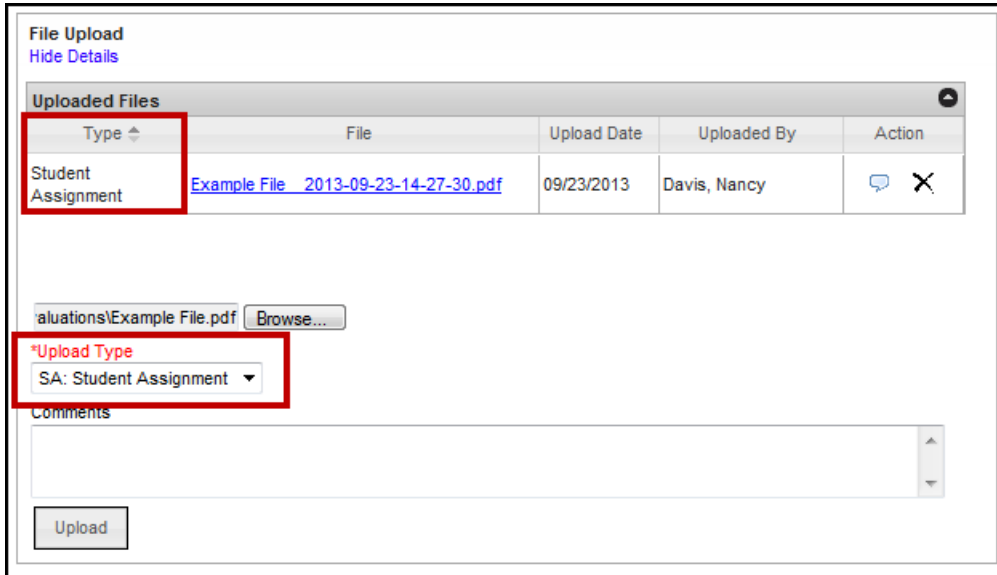 File Upload
Hide Details
Uploaded Files
Type File Upload Date Uploaded By Action
Student
Assignment
Example File__2013-09-23-14-27-30.pdf 09/23/2013 Davis, Nancy
aluations\Example File.pdf Browse...
*Upload Type
SA: Student Assignment
Comments
Upload